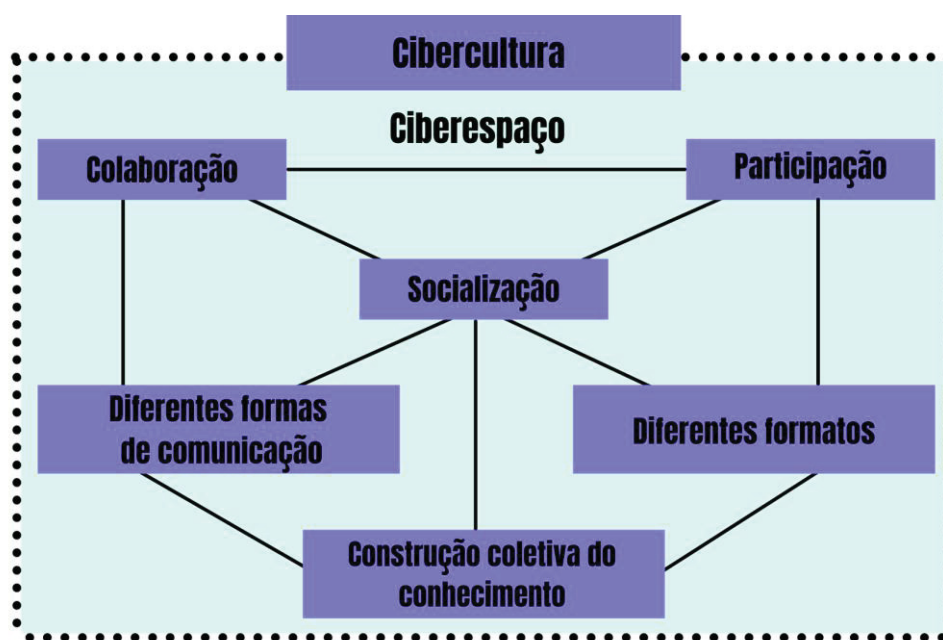 Cibercultura
Ciberespaço
Colaboração
Participação
Socialização
Diferentes formas
de comunicação
Diferentes formatos
Construção coletiva do
conhecimento